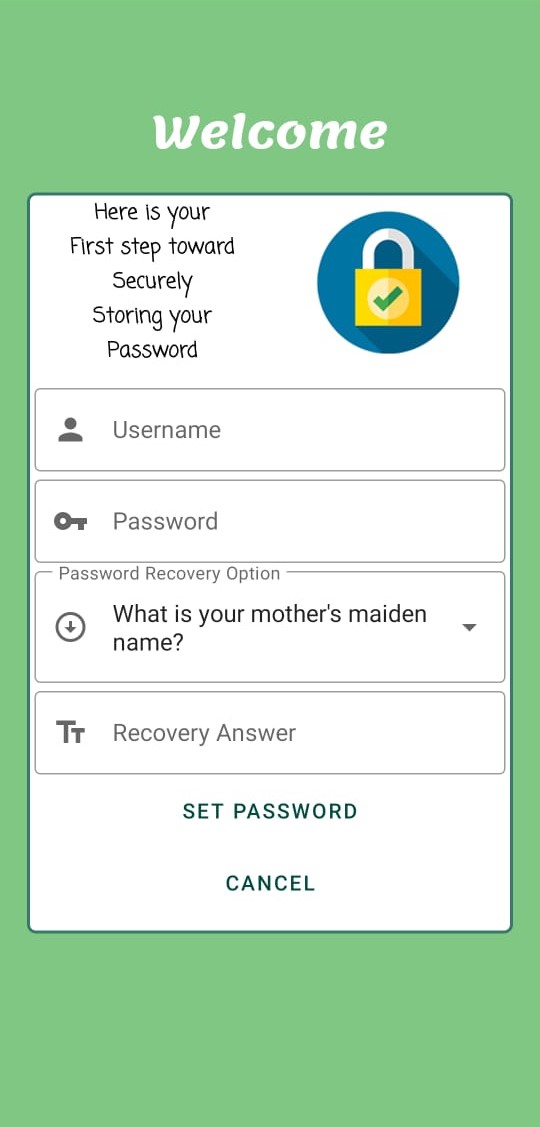 Welcome
Here is your
First step toward
Securely
Storing your
Password
Username
Password
Password Recovery Option
What is your mother's maiden
name?
Recovery Answer
SET PASSWORD
CANCEL